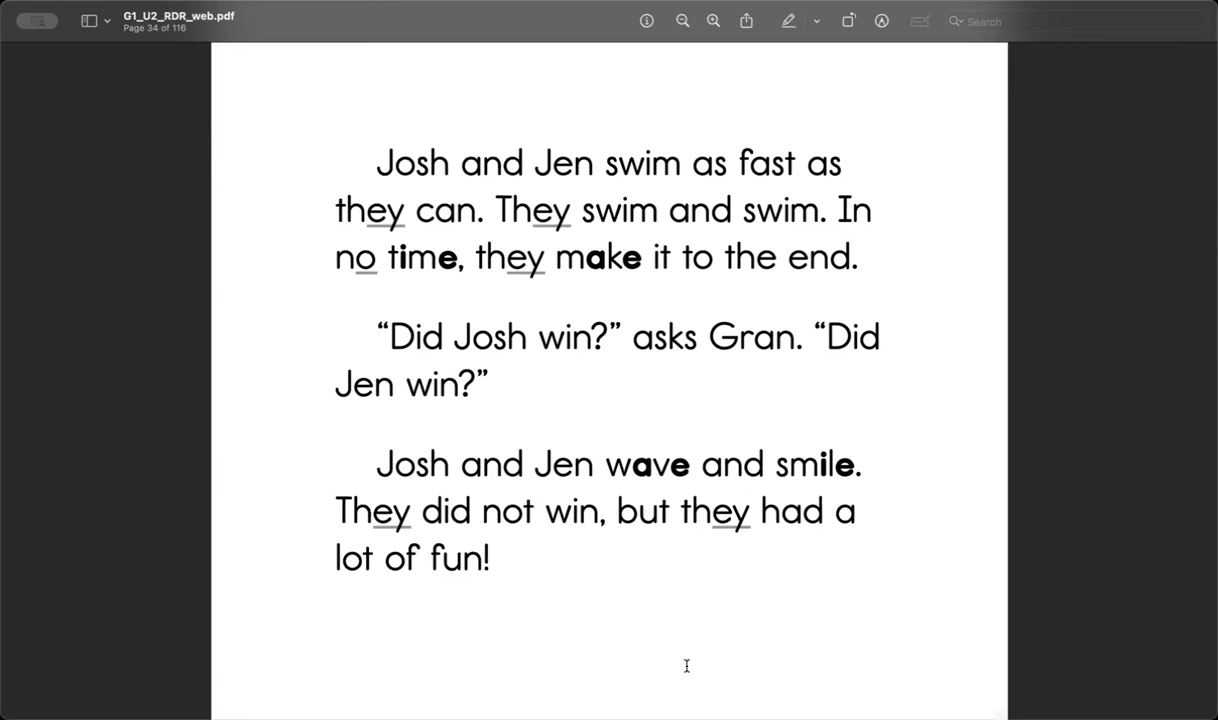 G1_U2_RDR_web.pdf
Page 34 of 116
Search
Josh and Jen swim as fast as
they can. They swim and swim. In
no time, they make it to the end.
“Did Josh win?” asks Gran. “Did
Jen win?”
Josh and Jen wave and smile.
They did not win, but they had a
lot of fun!